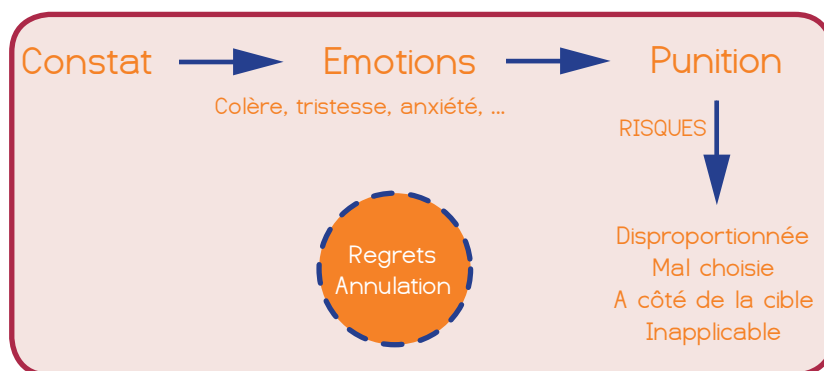 Constat
Emotions
Punition
Colère, tristesse, anxiété, ...
RISQUES
Regrets
Annulation
Disproportionnée
Mal choisie
A côté de la cible
Inapplicable